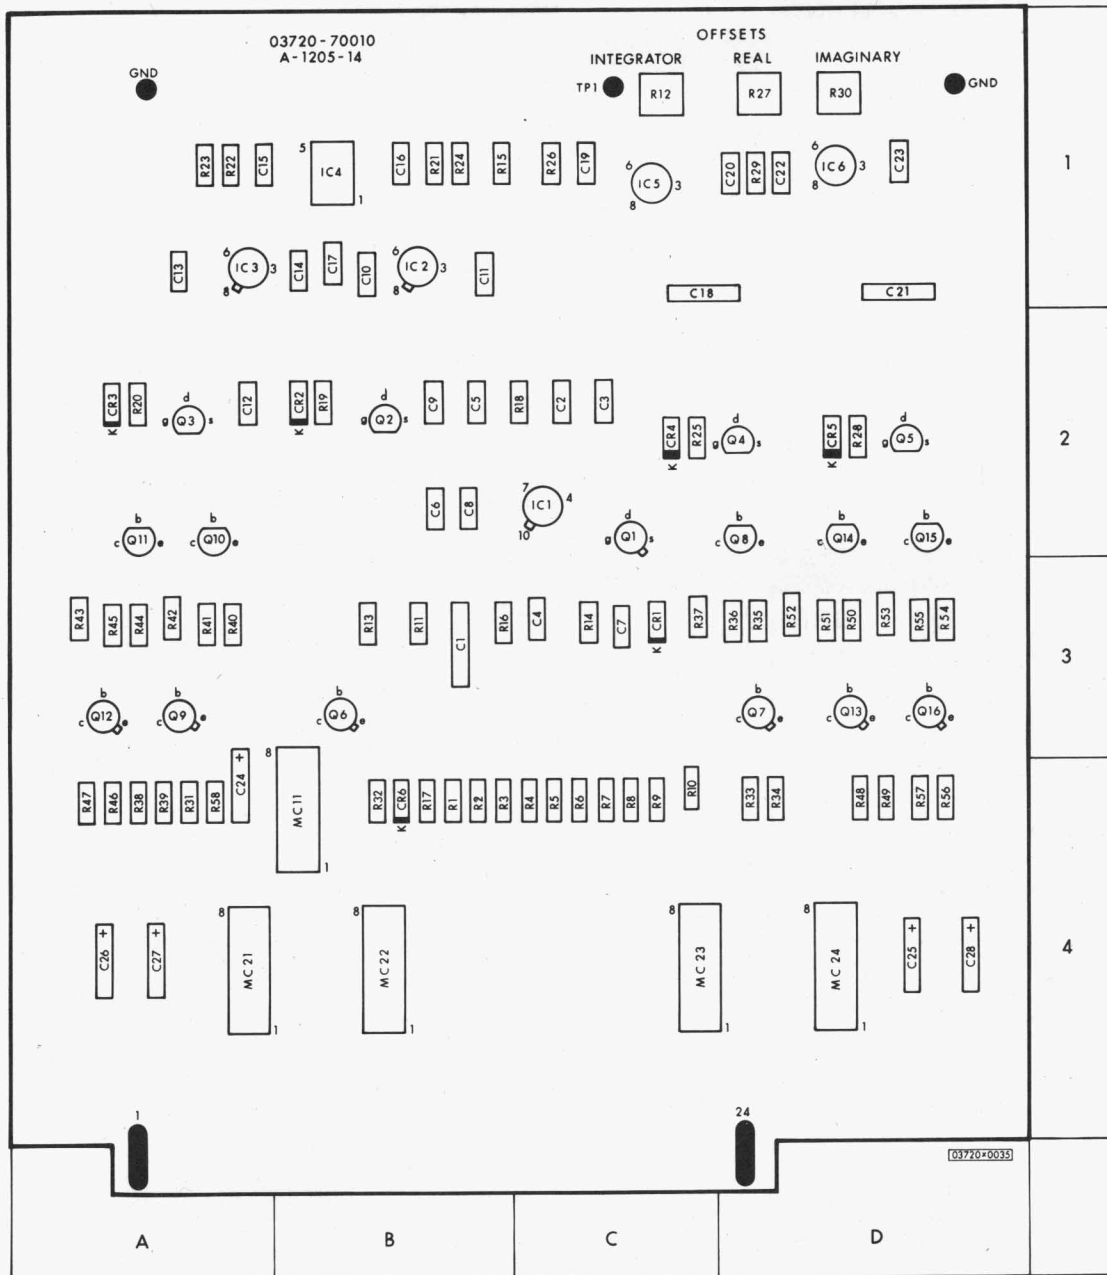 03720-70010
A-1205-14
OFFSETS
INTEGRATOR REAL IMAGINARY
GND TP1 R12 R27 R30 GND
R23 R22 C15 5 IC4 1 C16 R21 R24 R15 R26 C19 6 IC5 3 8 C20 R29 C22 6 IC6 3 8 C23 1
C13 6 IC3 3 8 C14 C17 C10 6 IC2 3 8 C11 C18 C21
CR3 K R20 d g Q3 s C12 CR2 K R19 d g Q2 s C9 C5 R18 C2 C3 CR4 K R25 d g Q4 s CR5 K R28 d g Q5 s 2
C6 C8 7 IC1 4 10
b c Q11 e b c Q10 e d g Q1 s b c Q8 e b c Q14 e b c Q15 e
R43 R45 R44 R42 R41 R40 R13 R11 C1 R16 C4 R14 C7 CR1 K R37 R36 R35 R52 R51 R50 R53 R55 R54 3
b c Q12 e b c Q9 e b c Q6 e b c Q7 e b c Q13 e b c Q16 e
R47 R46 R38 R39 R31 R58 C24 + 8 MC11 1 R32 CR6 K R17 R1 R2 R3 R4 R5 R6 R7 R8 R9 R10 R33 R34 R48 R49 R57 R56
C26 + C27 + 8 MC21 1 8 MC22 1 8 MC23 1 8 MC24 1 C25 + C28 + 4
1 24
03720×0035
A B C D